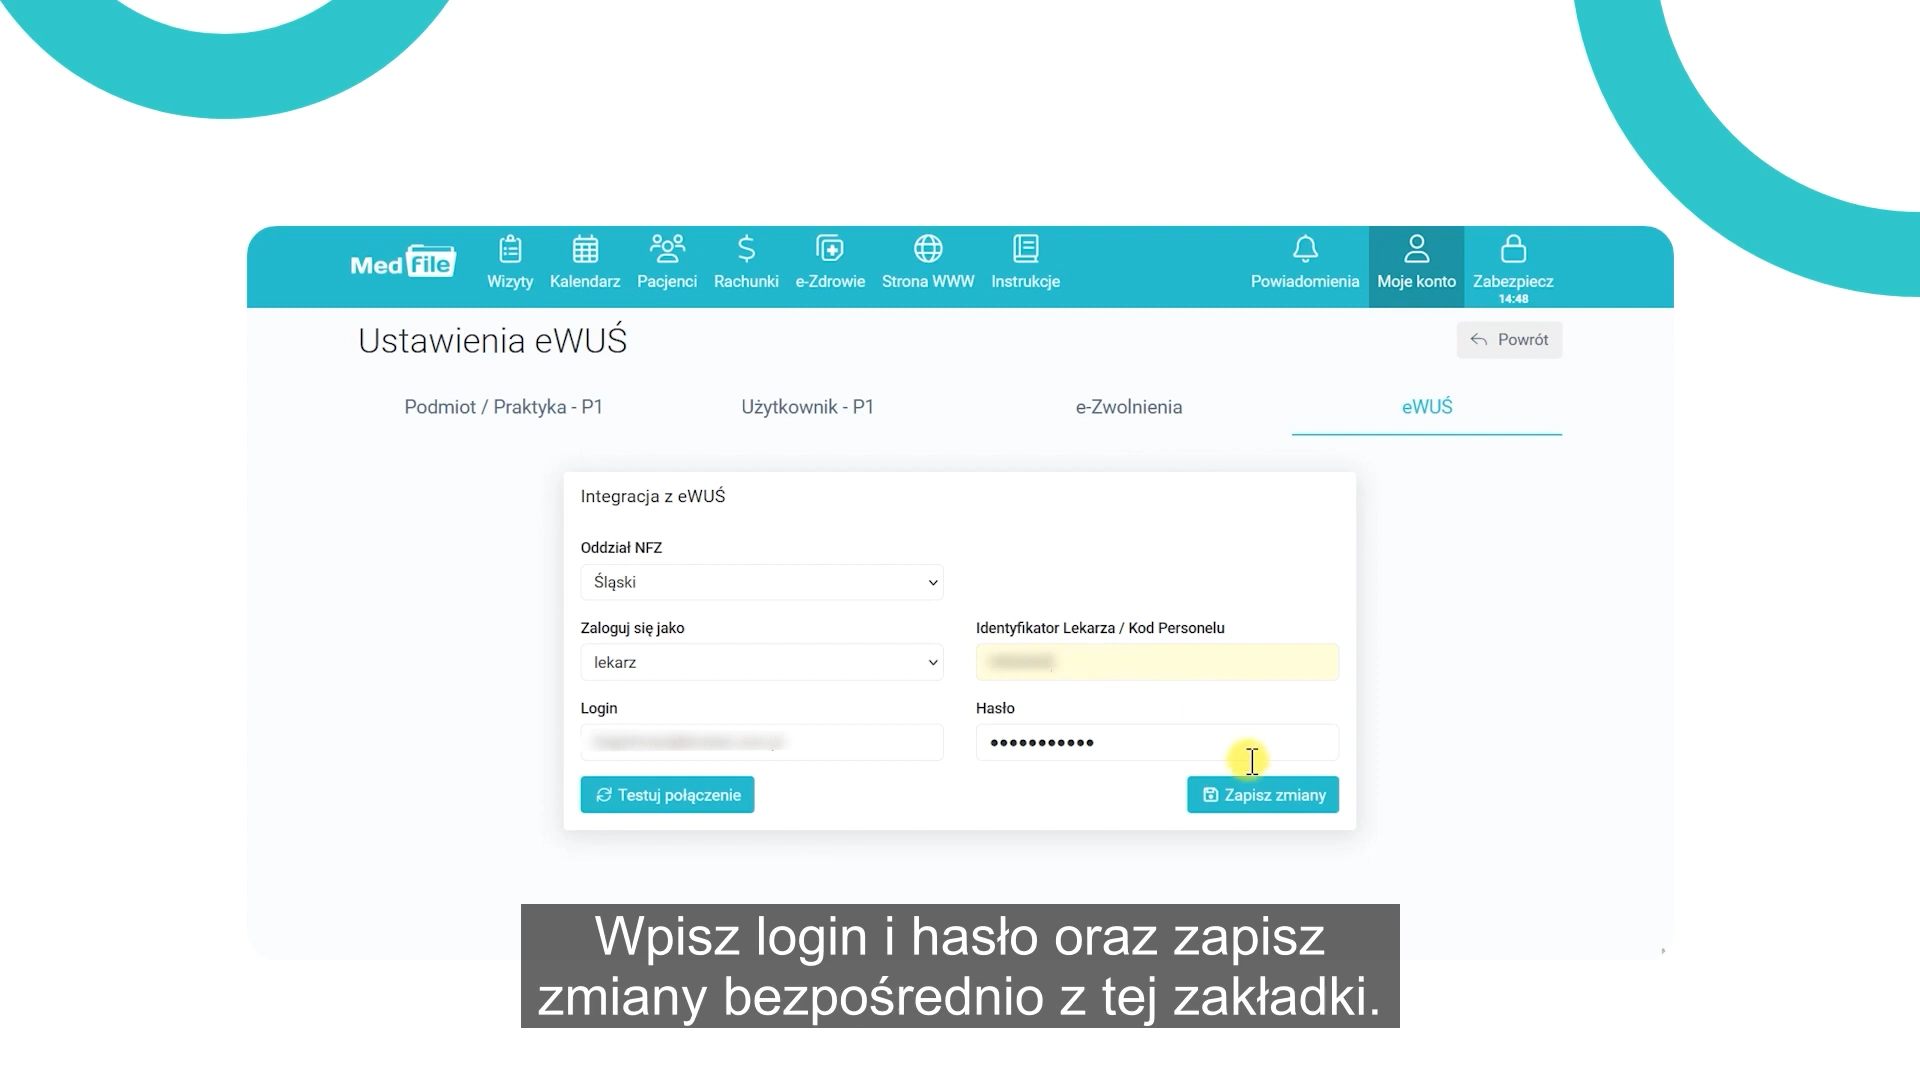 MedFile
Wizyty
Kalendarz
Pacjenci
Rachunki
e-Zdrowie
Strona WWW
Instrukcje
Powiadomienia
Moje konto
Zabezpiecz
14:48
Ustawienia eWUŚ
Powrót
Podmiot / Praktyka - P1
Użytkownik - P1
e-Zwolnienia
eWUŚ
Integracja z eWUŚ
Oddział NFZ
Śląski
Zaloguj się jako
Identyfikator Lekarza / Kod Personelu
lekarz
Login
Hasło
•••••••••••
Testuj połączenie
Zapisz zmiany
Wpisz login i hasło oraz zapisz
zmiany bezpośrednio z tej zakładki.